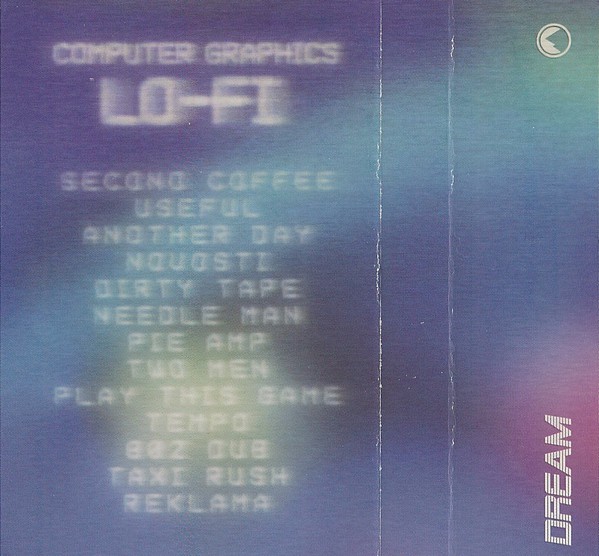 COMPUTER GRAPHICS
LO-FI
SECOND COFFEE
USEFUL
ANOTHER DAY
NOVOSTI
DIRTY TAPE
NEEDLE MAN
PIE AMP
TWO MEN
PLAY THIS GAME
TEMPO
802 DUB
TAXI RUSH
REKLAMA
DREAM